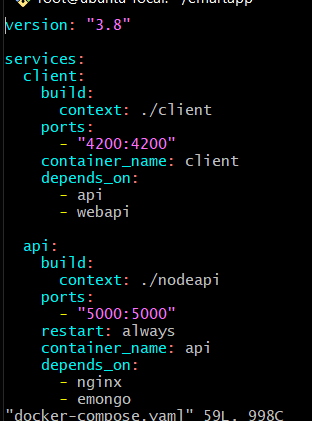 root@ubuntu-focal: ~/emartapp
version: "3.8"
services:
  client:
    build:
      context: ./client
    ports:
      - "4200:4200"
    container_name: client
    depends_on:
      - api
      - webapi
  api:
    build:
      context: ./nodeapi
    ports:
      - "5000:5000"
    restart: always
    container_name: api
    depends_on:
      - nginx
      - emongo
"docker-compose.yaml" 59L, 998C